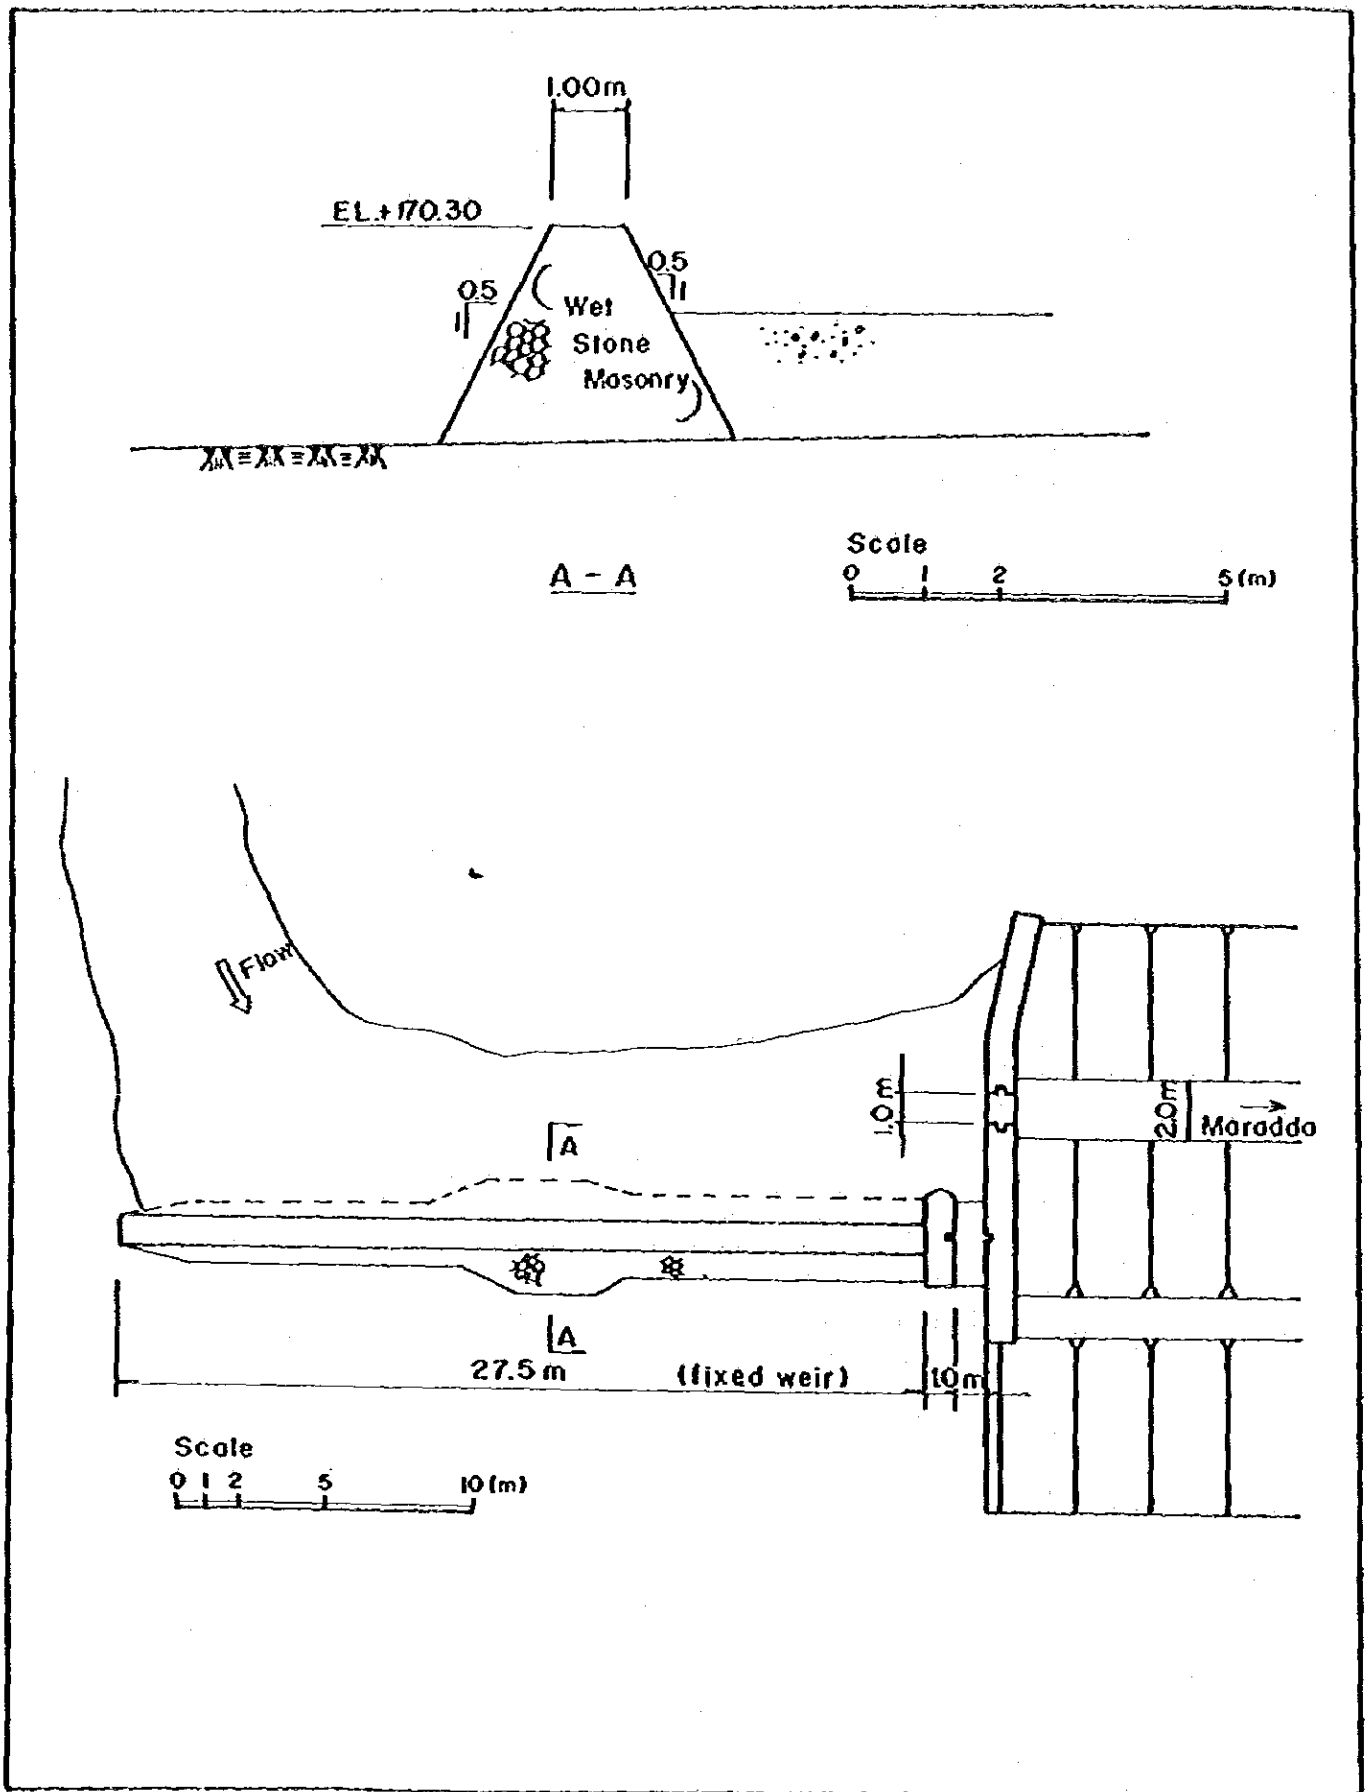 1.00m
EL.+170.30
0.5
1
0.5
1
Wet
Stone
Masonry
A - A
Scale
0 1 2 5 (m)
Flow
1.0m
2.0m
Maradda
A
A
27.5 m (fixed weir) 1.0m
Scale
0 1 2 5 10 (m)